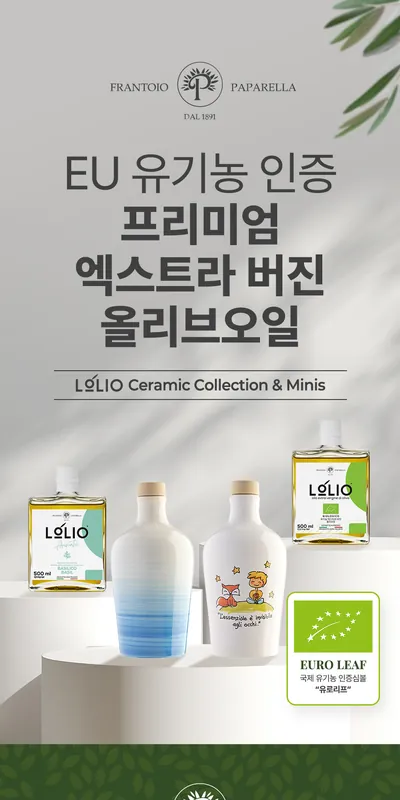 FRANTOIO PAPARELLA
P
DAL 1891
EU 유기농 인증
프리미엄
엑스트라 버진
올리브오일
LOLIO Ceramic Collection & Minis
LOLIO
500 ml
BASILICO
BASIL
"L'essenziale è invisibile
agli occhi."
LOLIO
500 ml
EURO LEAF
국제 유기농 인증심볼
"유로리프"